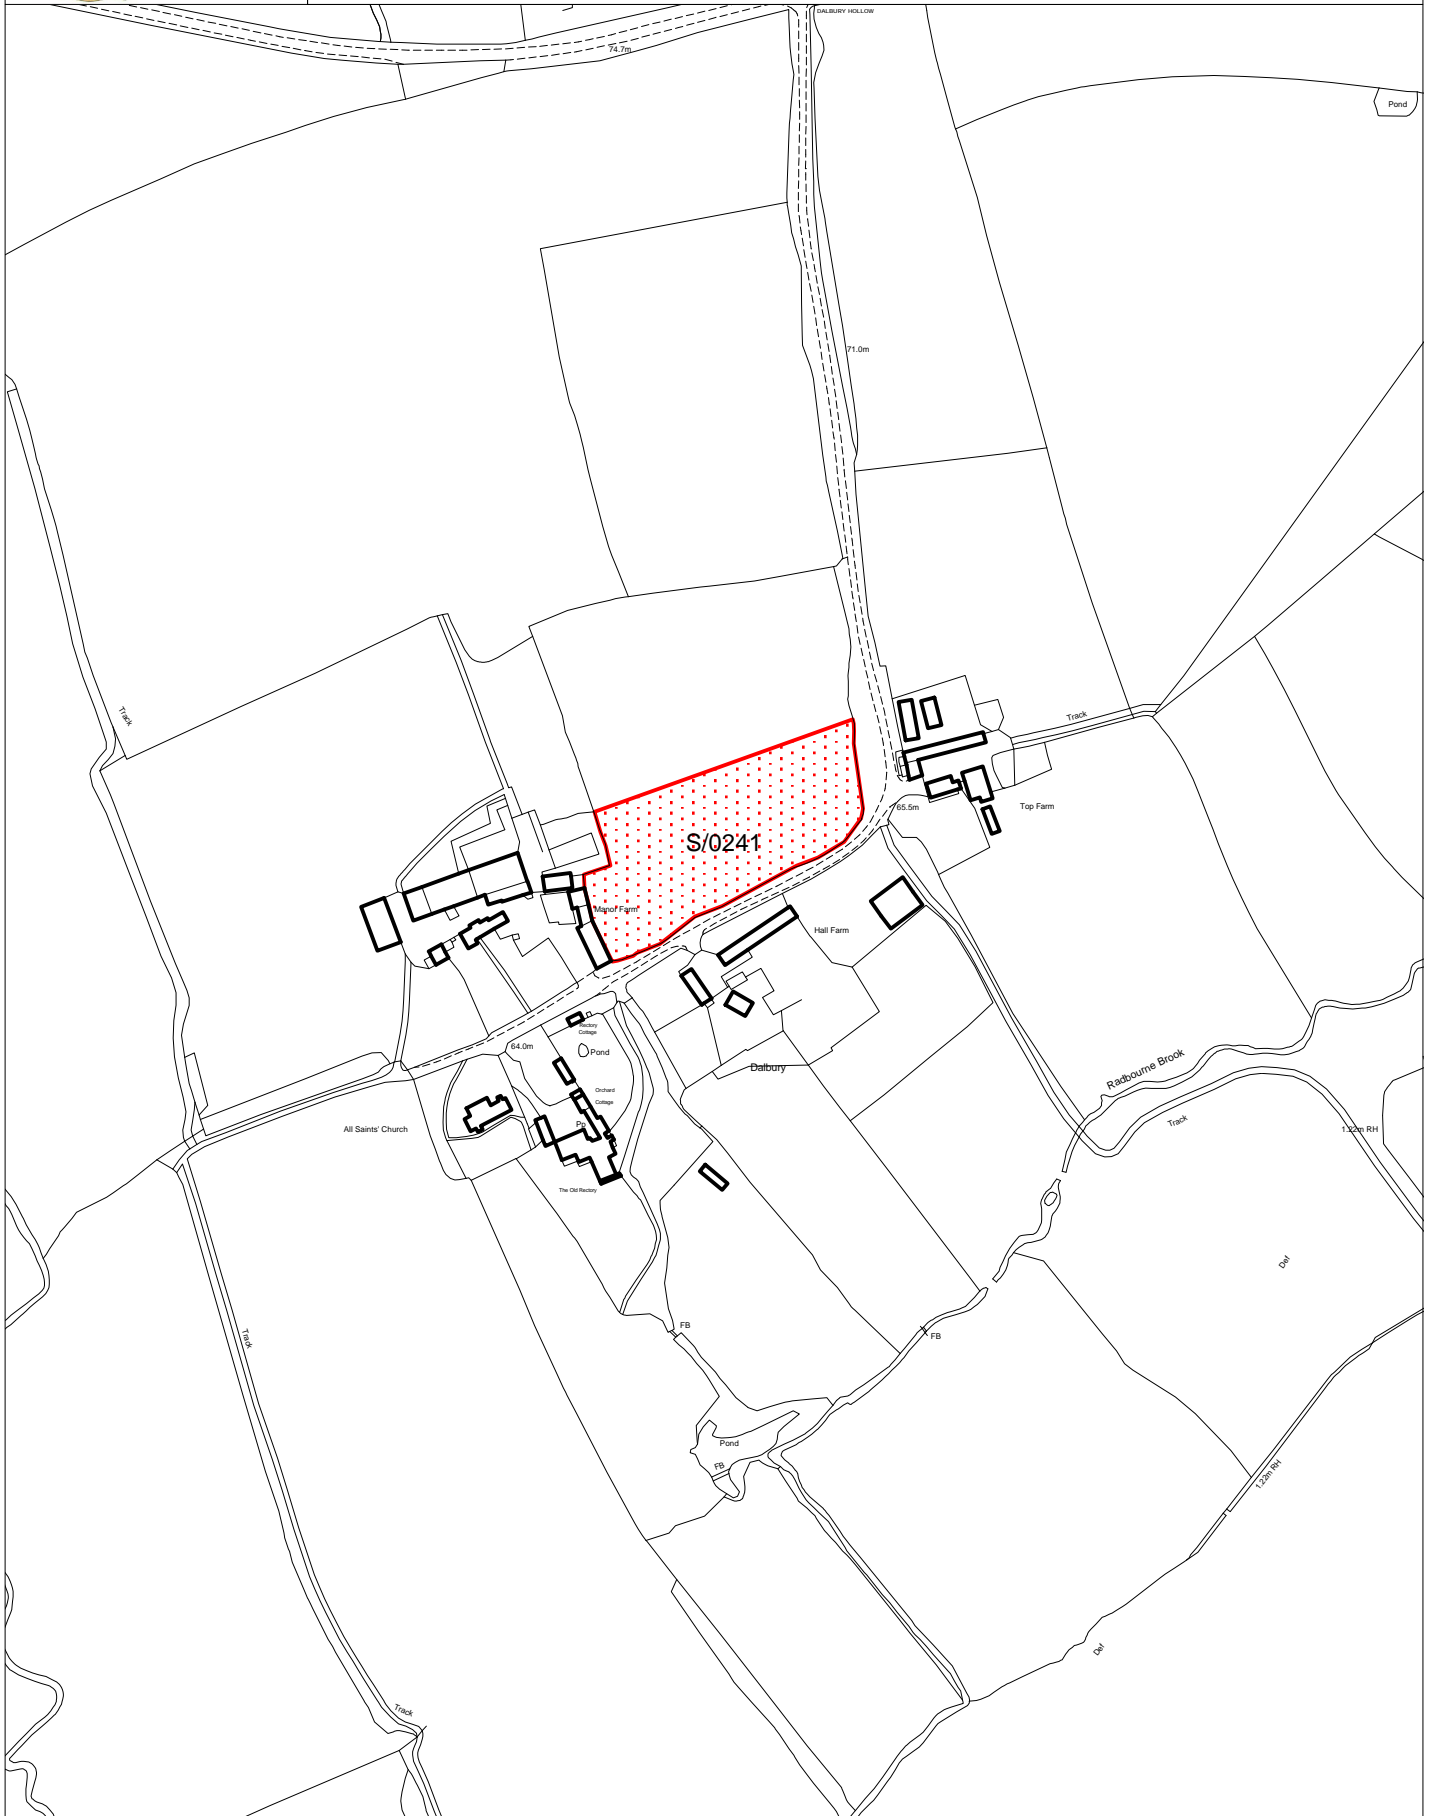 DALBURY HOLLOW
74.7m
Pond
71.0m
Track
Track
65.5m
Top Farm
S/0241
Manor Farm
Hall Farm
Rectory
Cottage
64.0m
Pond
Dalbury
Radbourne Brook
Orchard
Cottage
Track
Pp
All Saints' Church
1.22m RH
The Old Rectory
Def
Track
FB
FB
Pond
FB
1.22m RH
Def
Track